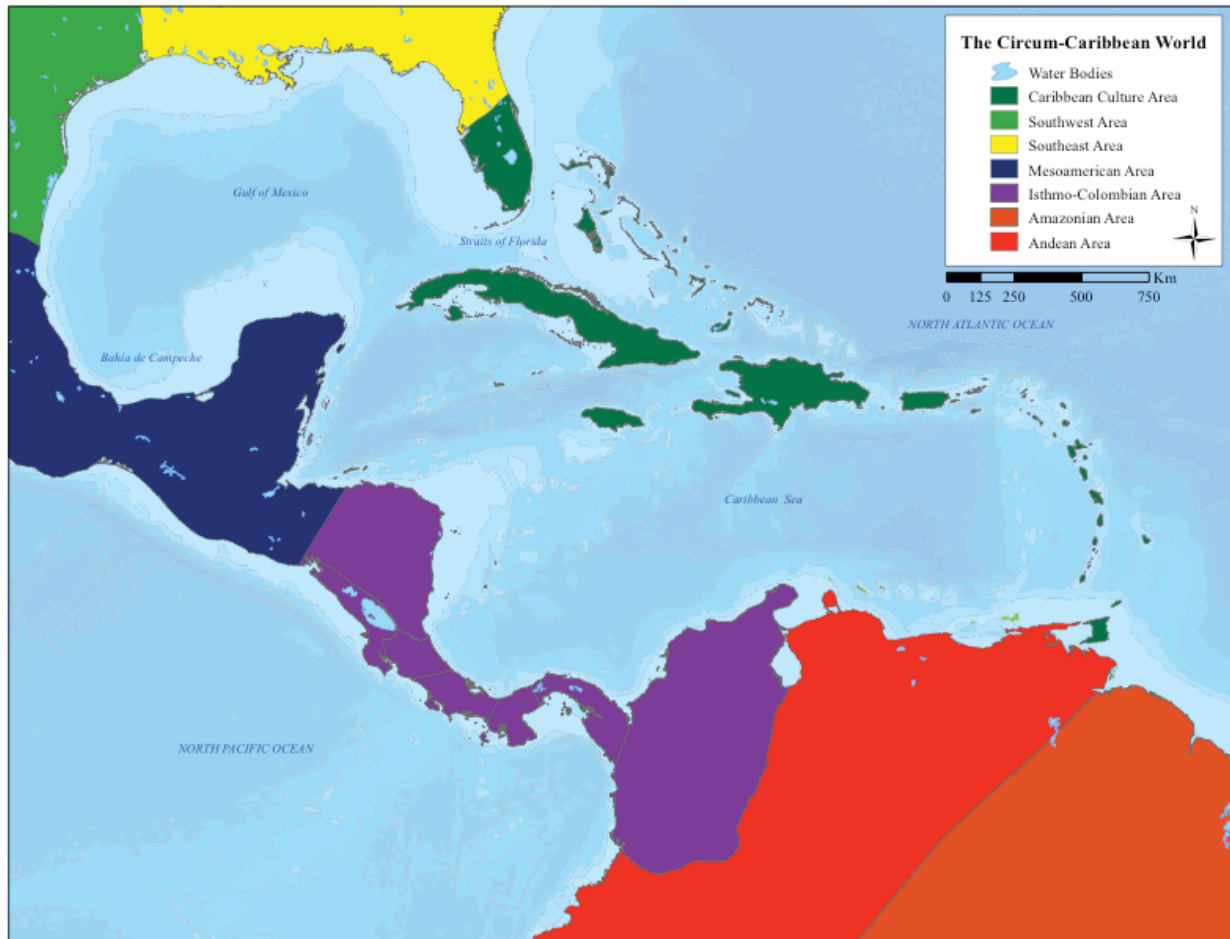 The Circum-Caribbean World
Water Bodies
Caribbean Culture Area
Southwest Area
Southeast Area
Mesoamerican Area
Isthmo-Colombian Area
Amazonian Area
Andean Area
N
Km
0 125 250 500 750
Gulf of Mexico
Straits of Florida
NORTH ATLANTIC OCEAN
Bahia de Campeche
Caribbean Sea
NORTH PACIFIC OCEAN